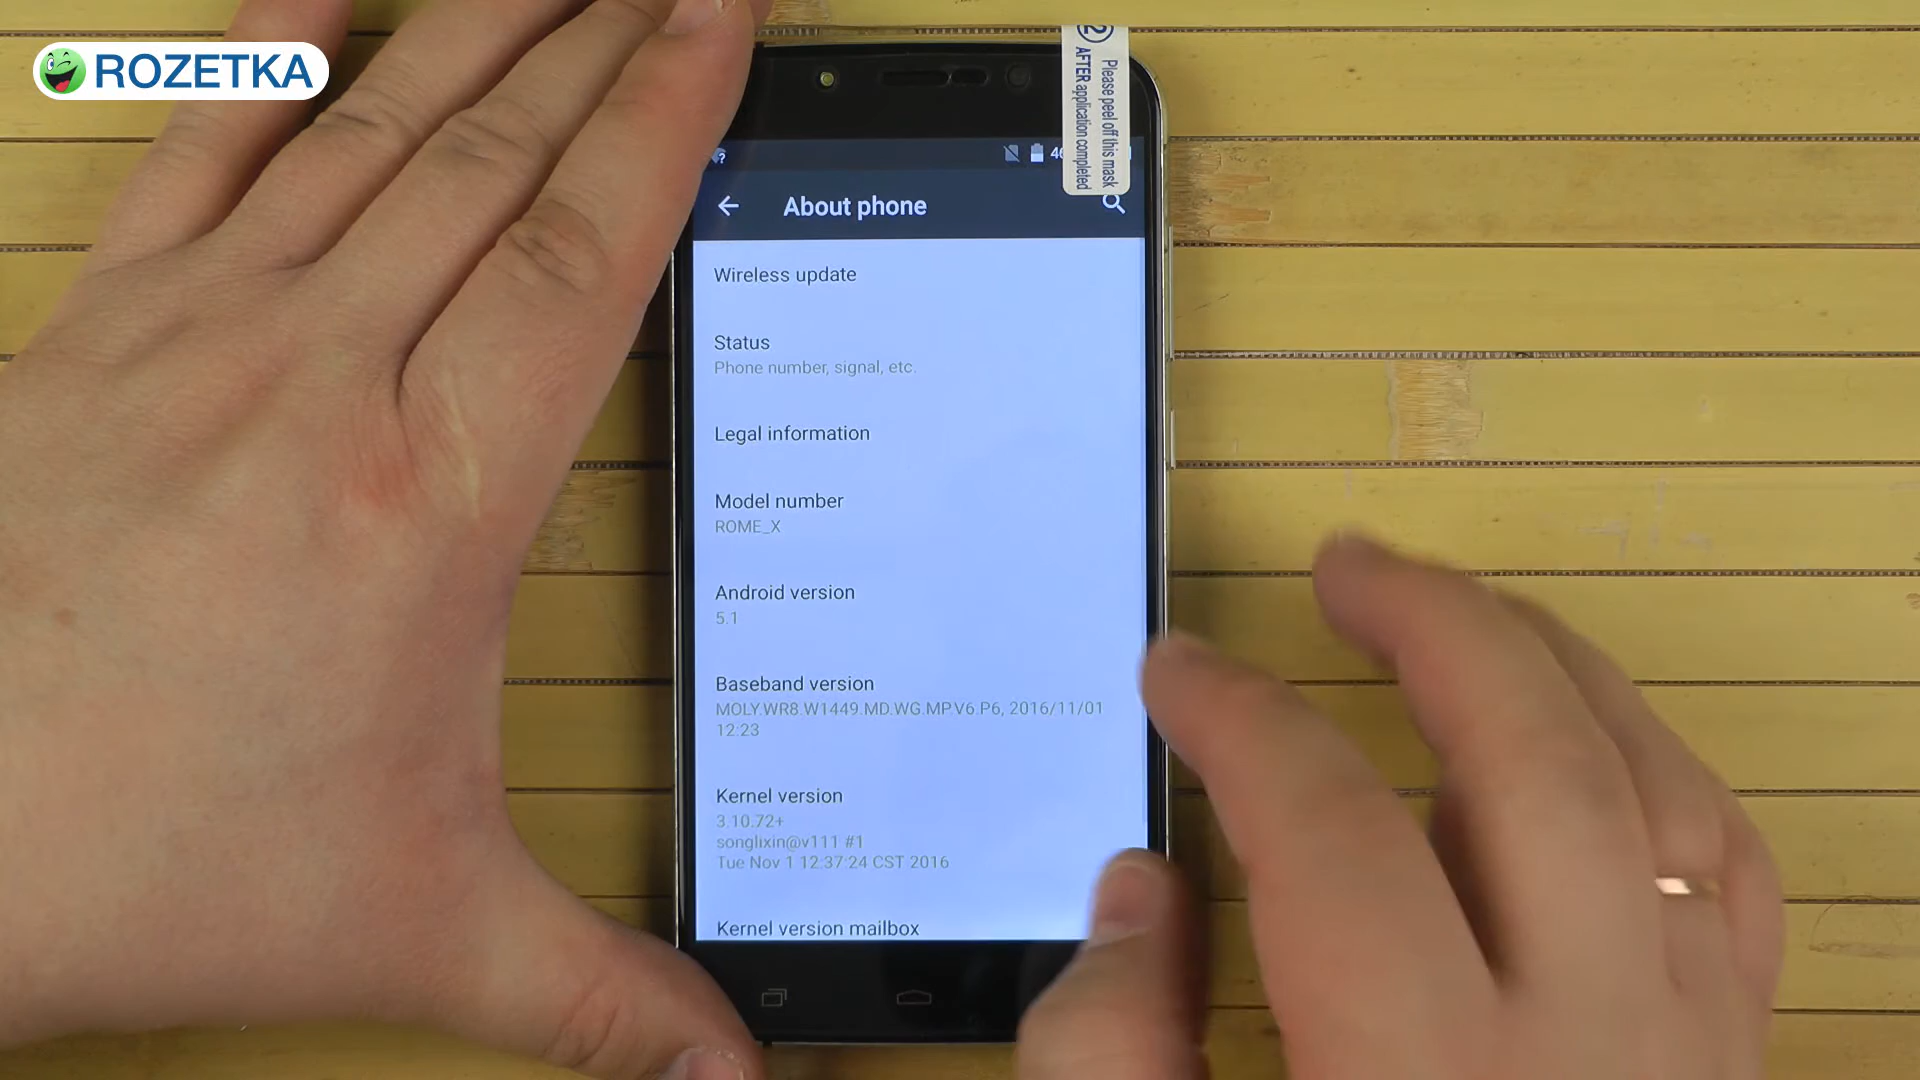 ROZETKA
2
Please peel off this mask
AFTER application completed
About phone
Wireless update
Status
Phone number, signal, etc.
Legal information
Model number
ROME_X
Android version
5.1
Baseband version
MOLY.WR8.W1449.MD.WG.MP.V6.P6, 2016/11/01
12:23
Kernel version
3.10.72+
songlixin@v111 #1
Tue Nov 1 12:37:24 CST 2016
Kernel version mailbox